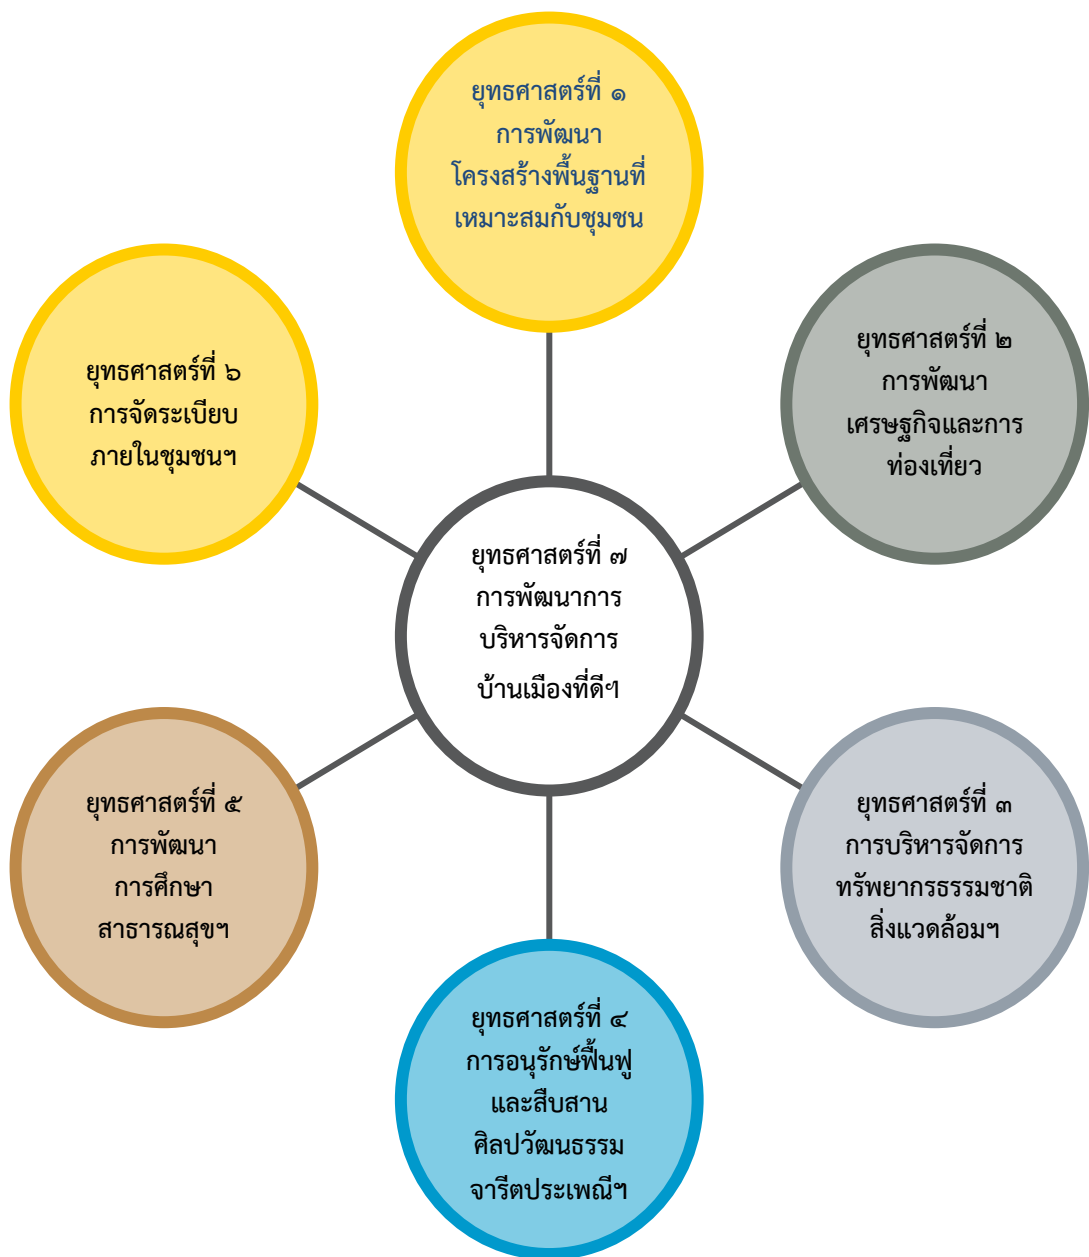 ยุทธศาสตร์ที่ ๑
การพัฒนา
โครงสร้างพื้นฐานที่
เหมาะสมกับชุมชน
ยุทธศาสตร์ที่ ๒
การพัฒนา
เศรษฐกิจและการ
ท่องเที่ยว
ยุทธศาสตร์ที่ ๓
การบริหารจัดการ
ทรัพยากรธรรมชาติ
สิ่งแวดล้อมฯ
ยุทธศาสตร์ที่ ๔
การอนุรักษ์ฟื้นฟู
และสืบสาน
ศิลปวัฒนธรรม
จารีตประเพณีฯ
ยุทธศาสตร์ที่ ๕
การพัฒนา
การศึกษา
สาธารณสุขฯ
ยุทธศาสตร์ที่ ๖
การจัดระเบียบ
ภายในชุมชนฯ
ยุทธศาสตร์ที่ ๗
การพัฒนาการ
บริหารจัดการ
บ้านเมืองที่ดีฯ